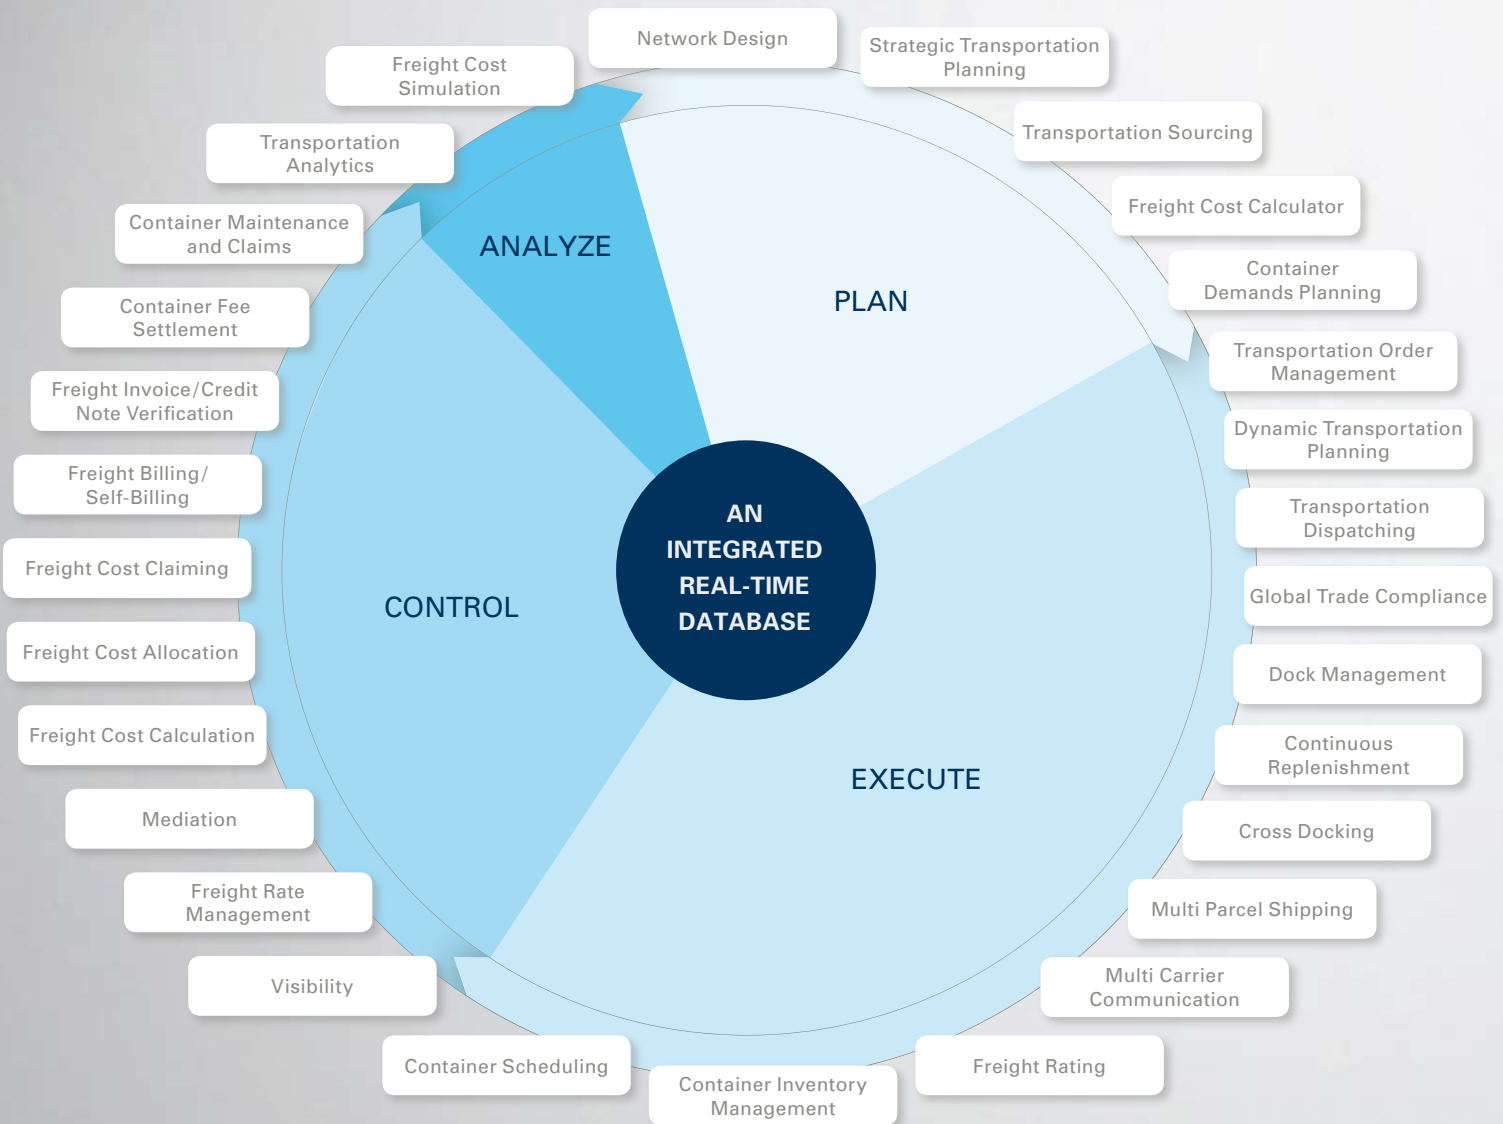 Network Design
Strategic Transportation
Planning
Transportation Sourcing
Freight Cost Calculator
Container
Demands Planning
Transportation Order
Management
Dynamic Transportation
Planning
Transportation
Dispatching
Global Trade Compliance
Dock Management
Continuous
Replenishment
Cross Docking
Multi Parcel Shipping
Multi Carrier
Communication
Freight Rating
Container Inventory
Management
Container Scheduling
Visibility
Freight Rate
Management
Mediation
Freight Cost Calculation
Freight Cost Allocation
Freight Cost Claiming
Freight Billing/
Self-Billing
Freight Invoice/Credit
Note Verification
Container Fee
Settlement
Container Maintenance
and Claims
Transportation
Analytics
Freight Cost
Simulation
ANALYZE
PLAN
EXECUTE
CONTROL
AN
INTEGRATED
REAL-TIME
DATABASE